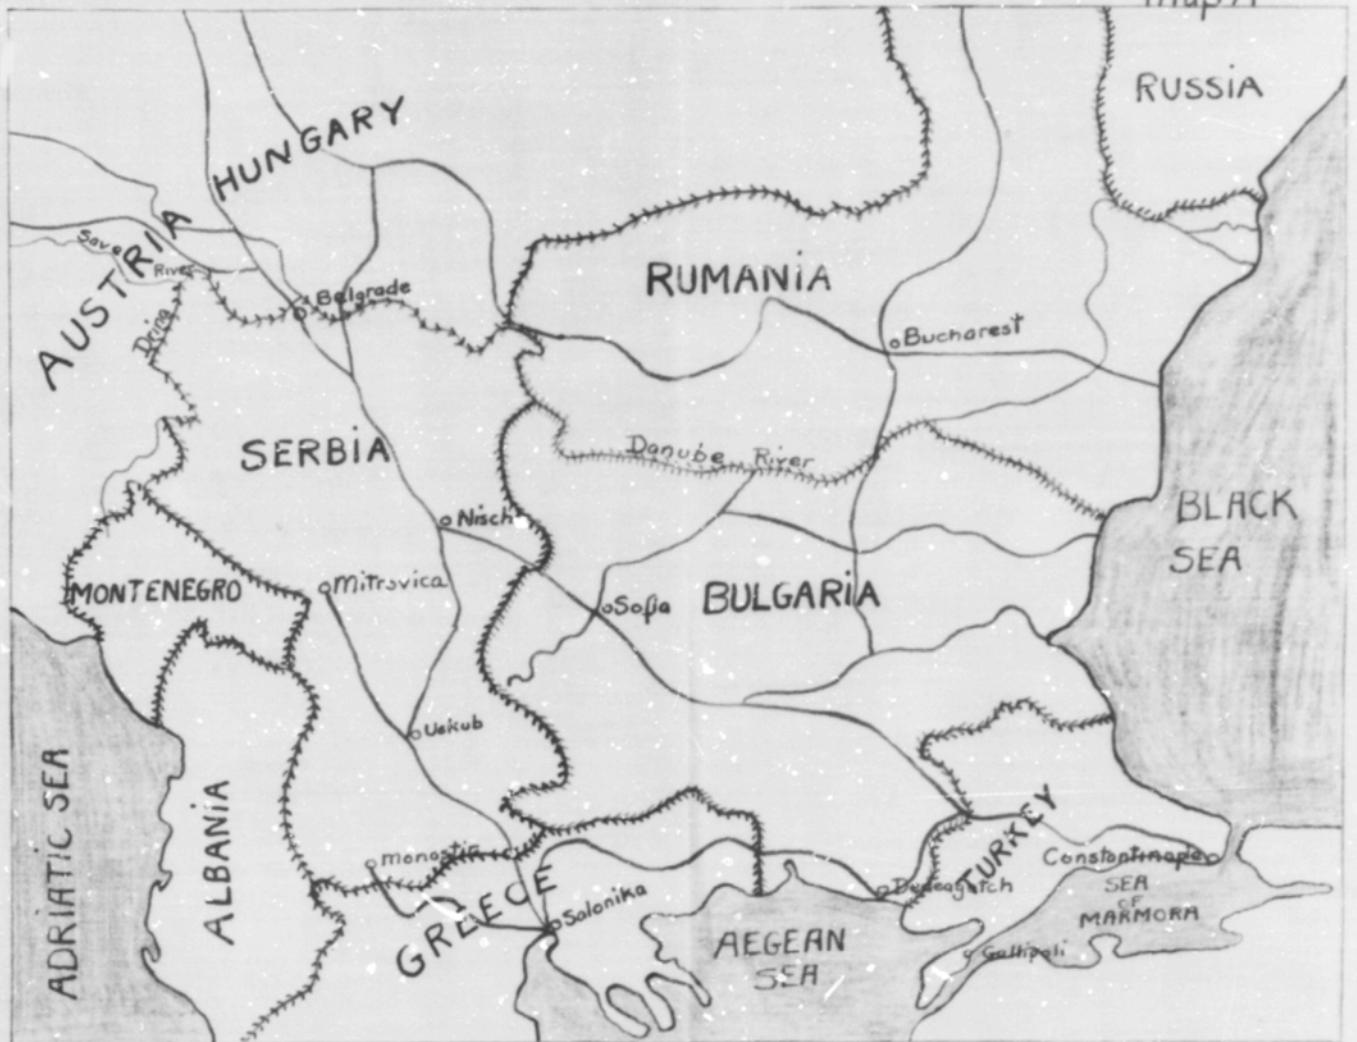 RUSSIA
AUSTRIA HUNGARY
Save
River
Drina
Belgrade
RUMANIA
Bucharest
SERBIA
Danube River
Nisch
BLACK
SEA
MONTENEGRO
Mitrovica
Sofia
BULGARIA
Uskub
ADRIATIC SEA
ALBANIA
Monastir
GREECE
Salonika
TURKEY
Constantinople
Dedeagatch
SEA
OF
MARMORA
AEGEAN
SEA
Gallipoli